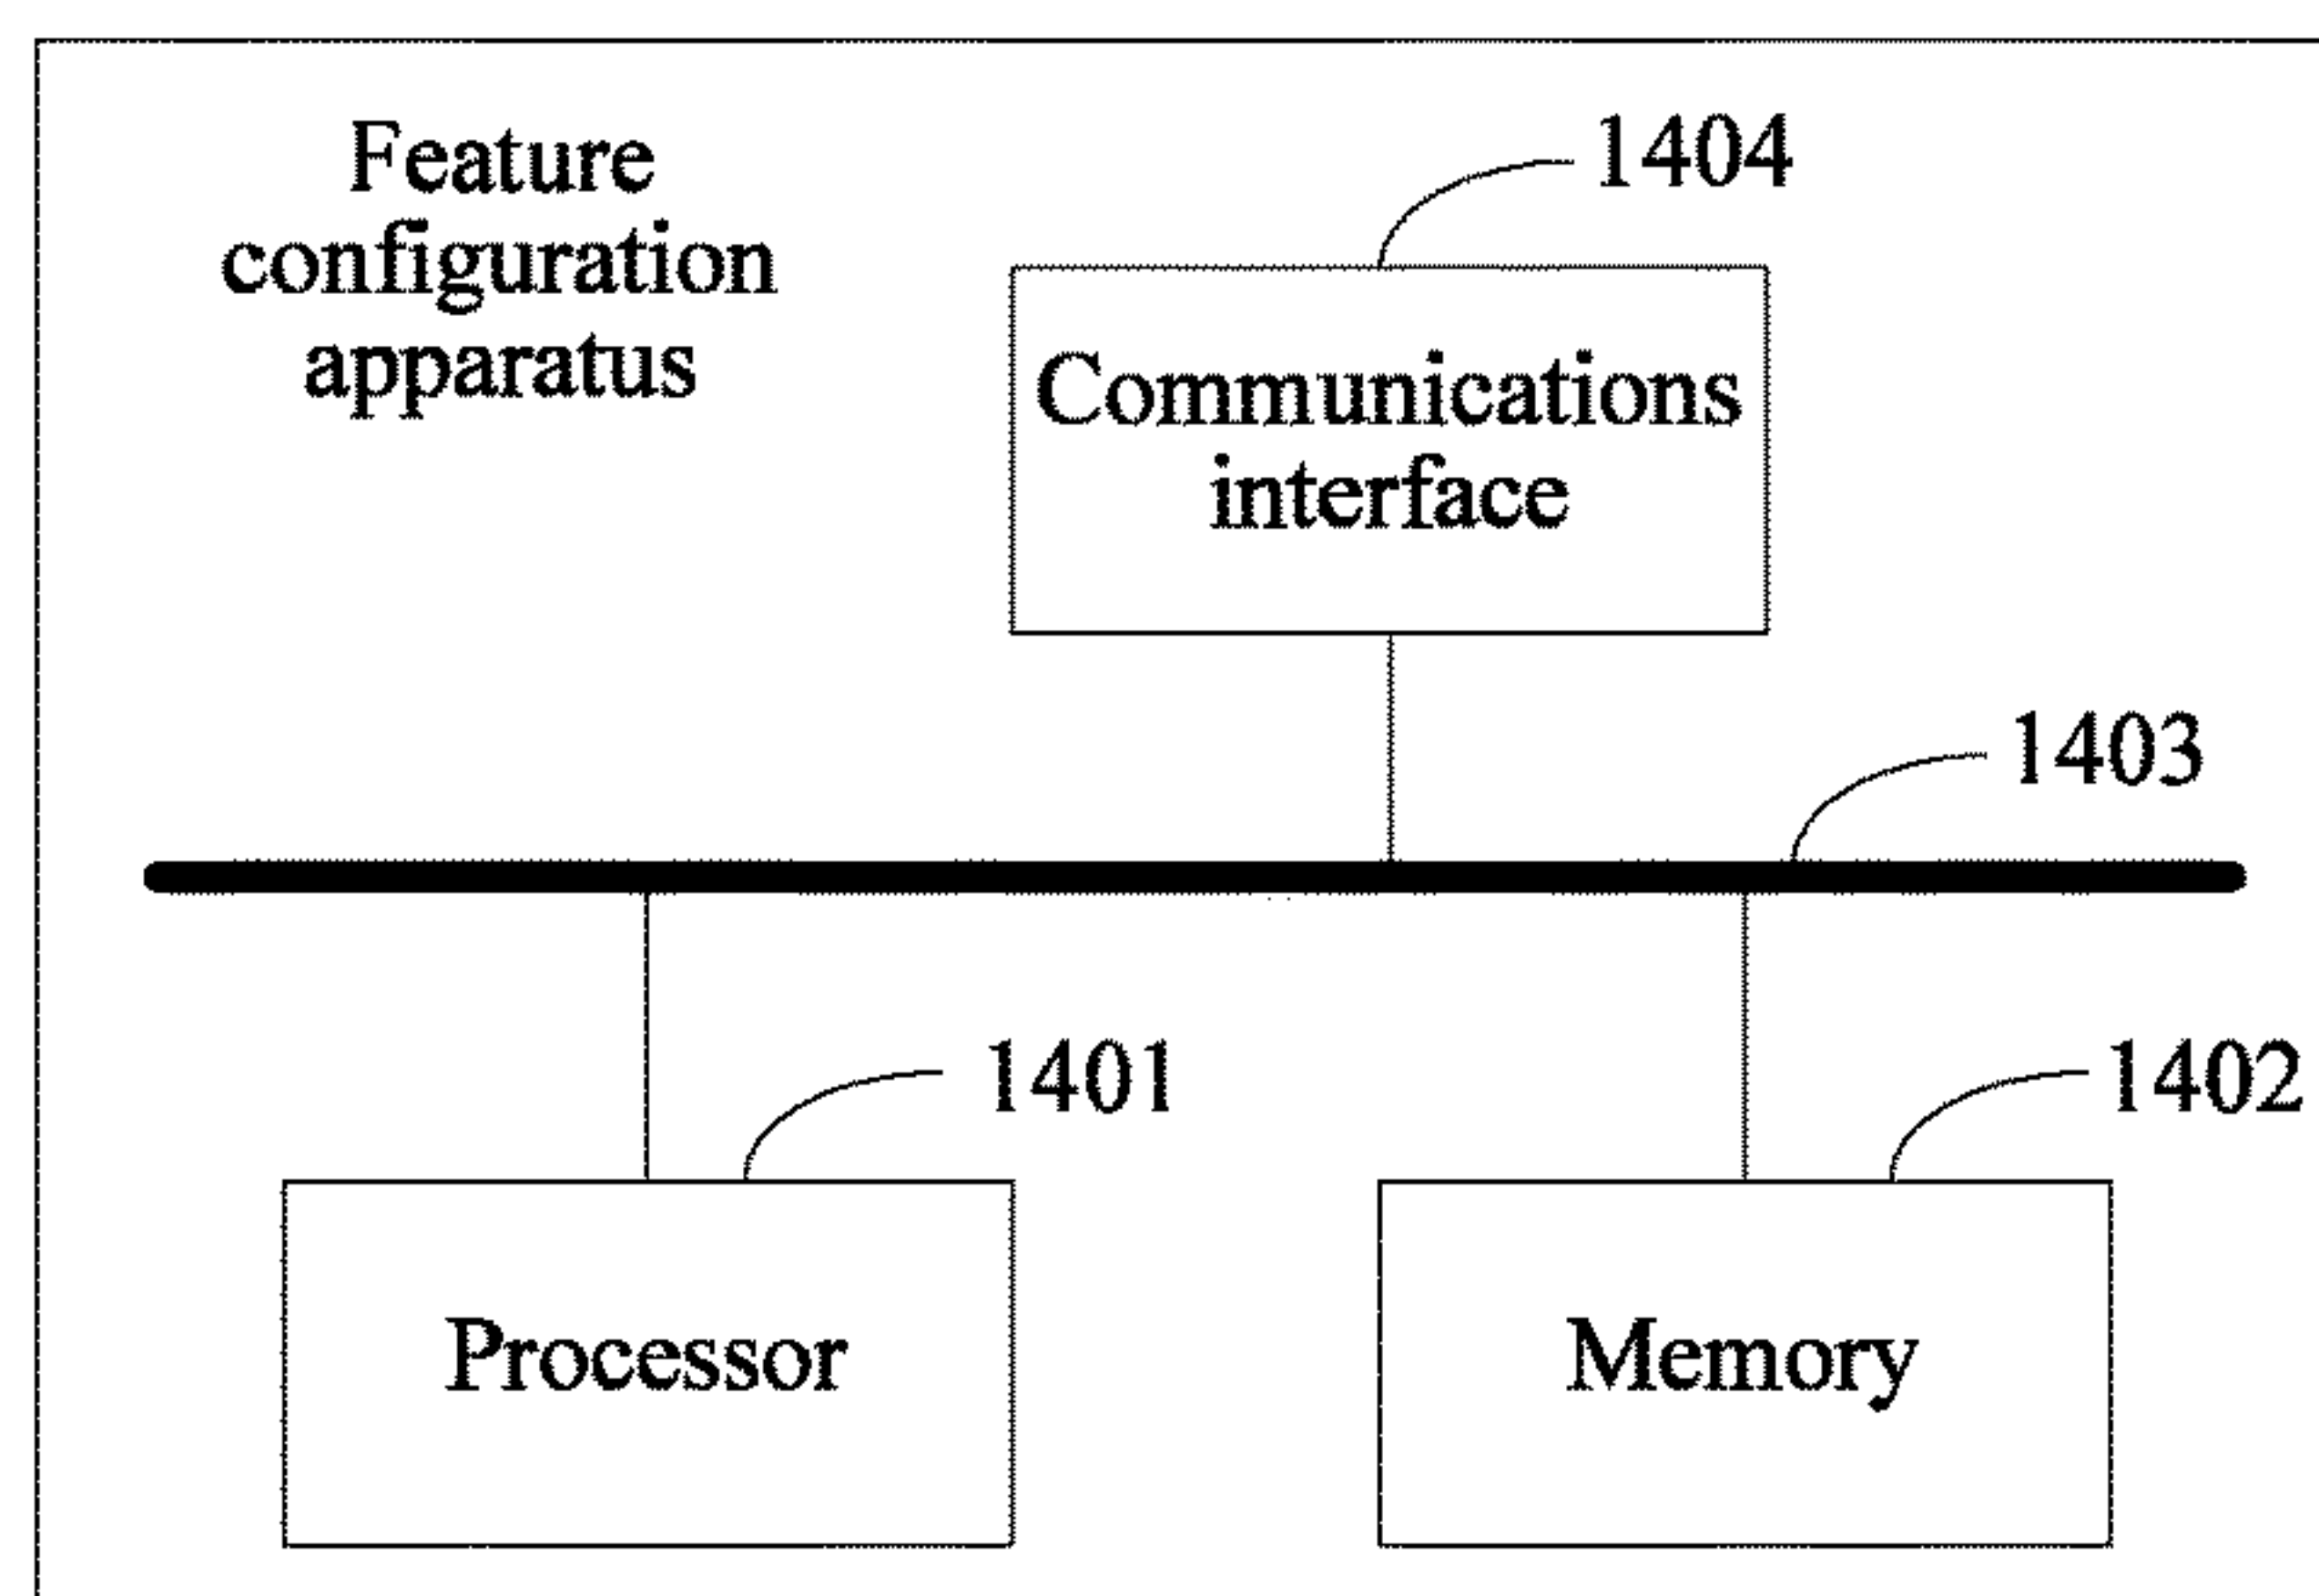 Feature
configuration
apparatus
1404
Communications
interface
1403
1401
1402
Processor
Memory